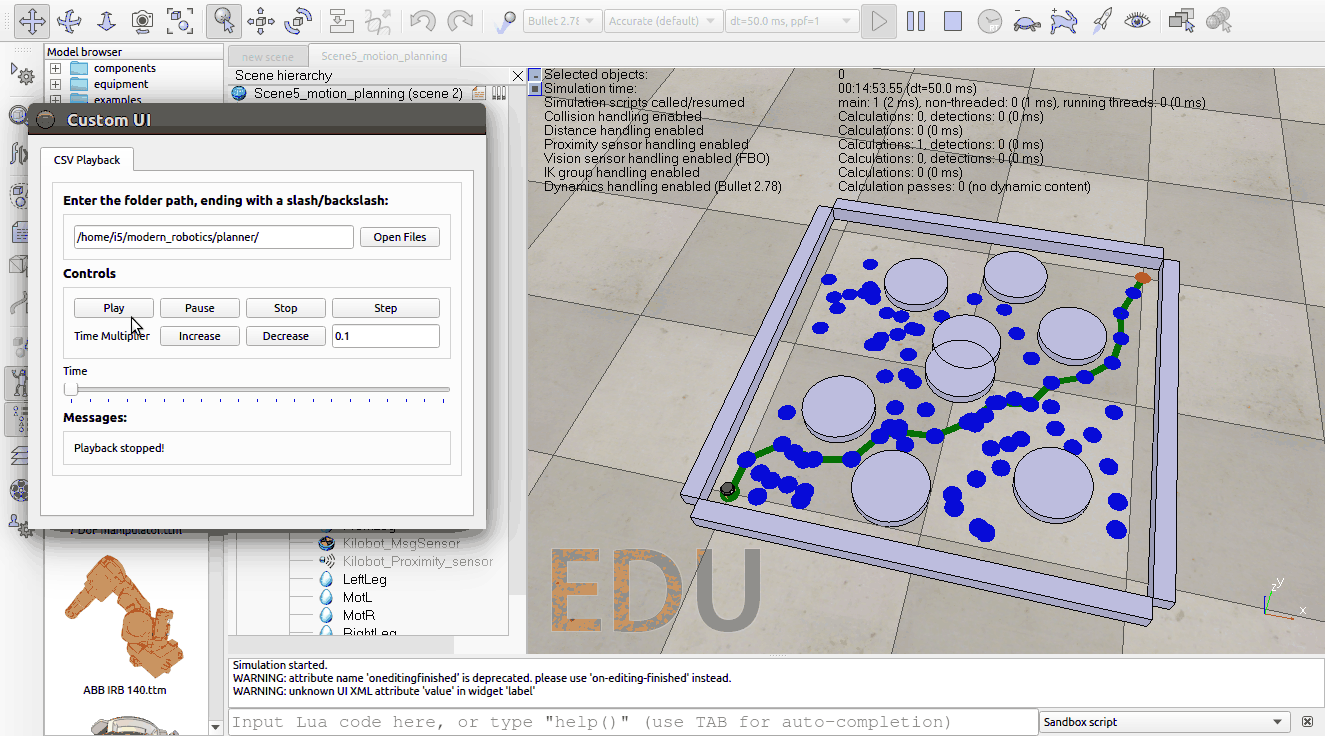 Bullet 2.78
Accurate (default)
dt=50.0 ms, ppf=1
Model browser
components
equipment
examples
new scene
Scene5_motion_planning
Scene hierarchy
Scene5_motion_planning (scene 2)
Custom UI
CSV Playback
Enter the folder path, ending with a slash/backslash:
/home/i5/modern_robotics/planner/
Open Files
Controls
Play
Pause
Stop
Step
Time Multiplier
Increase
Decrease
0.1
Time
Messages:
Playback stopped!
Kilobot_MsgSensor
Kilobot_Proximity_sensor
LeftLeg
MotL
MotR
RightLeg
ABB IRB 140.ttm
Selected objects: 0
Simulation time: 00:14:53.55 (dt=50.0 ms)
Simulation scripts called/resumed main: 1 (2 ms), non-threaded: 0 (1 ms), running threads: 0 (0 ms)
Collision handling enabled Calculations: 0, detections: 0 (0 ms)
Distance handling enabled Calculations: 0 (0 ms)
Proximity sensor handling enabled Calculations: 1, detections: 0 (0 ms)
Vision sensor handling enabled (FBO) Calculations: 0, detections: 0 (0 ms)
IK group handling enabled Calculations: 0 (0 ms)
Dynamics handling enabled (Bullet 2.78) Calculation passes: 0 (no dynamic content)
EDU
z
y
x
Simulation started.
WARNING: attribute name 'oneditingfinished' is deprecated. please use 'on-editing-finished' instead.
WARNING: unknown UI XML attribute 'value' in widget 'label'
Input Lua code here, or type "help()" (use TAB for auto-completion)
Sandbox script